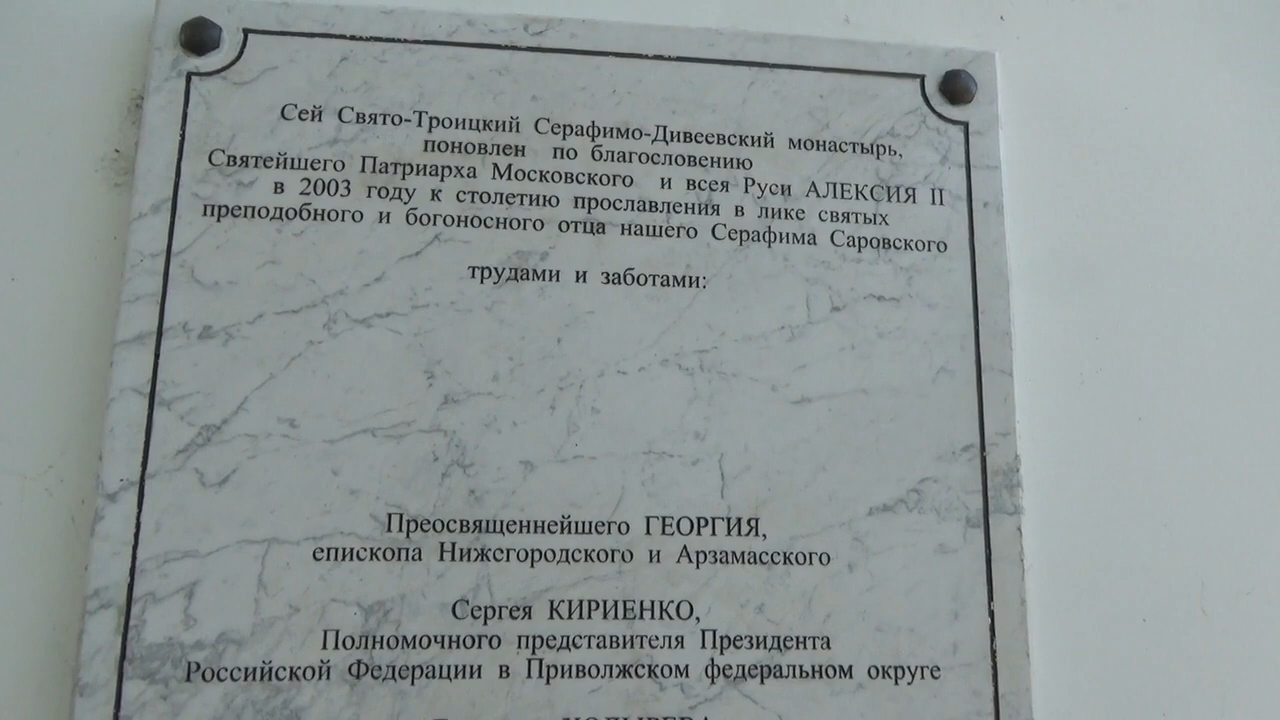 Сей Свято-Троицкий Серафимо-Дивеевский монастырь,
поновлен по благословению
Святейшего Патриарха Московского и всея Руси АЛЕКСИЯ II
в 2003 году к столетию прославления в лике святых
преподобного и богоносного отца нашего Серафима Саровского
трудами и заботами:
Преосвященнейшего ГЕОРГИЯ,
епископа Нижегородского и Арзамасского
Сергея КИРИЕНКО,
Полномочного представителя Президента
Российской Федерации в Приволжском федеральном округе